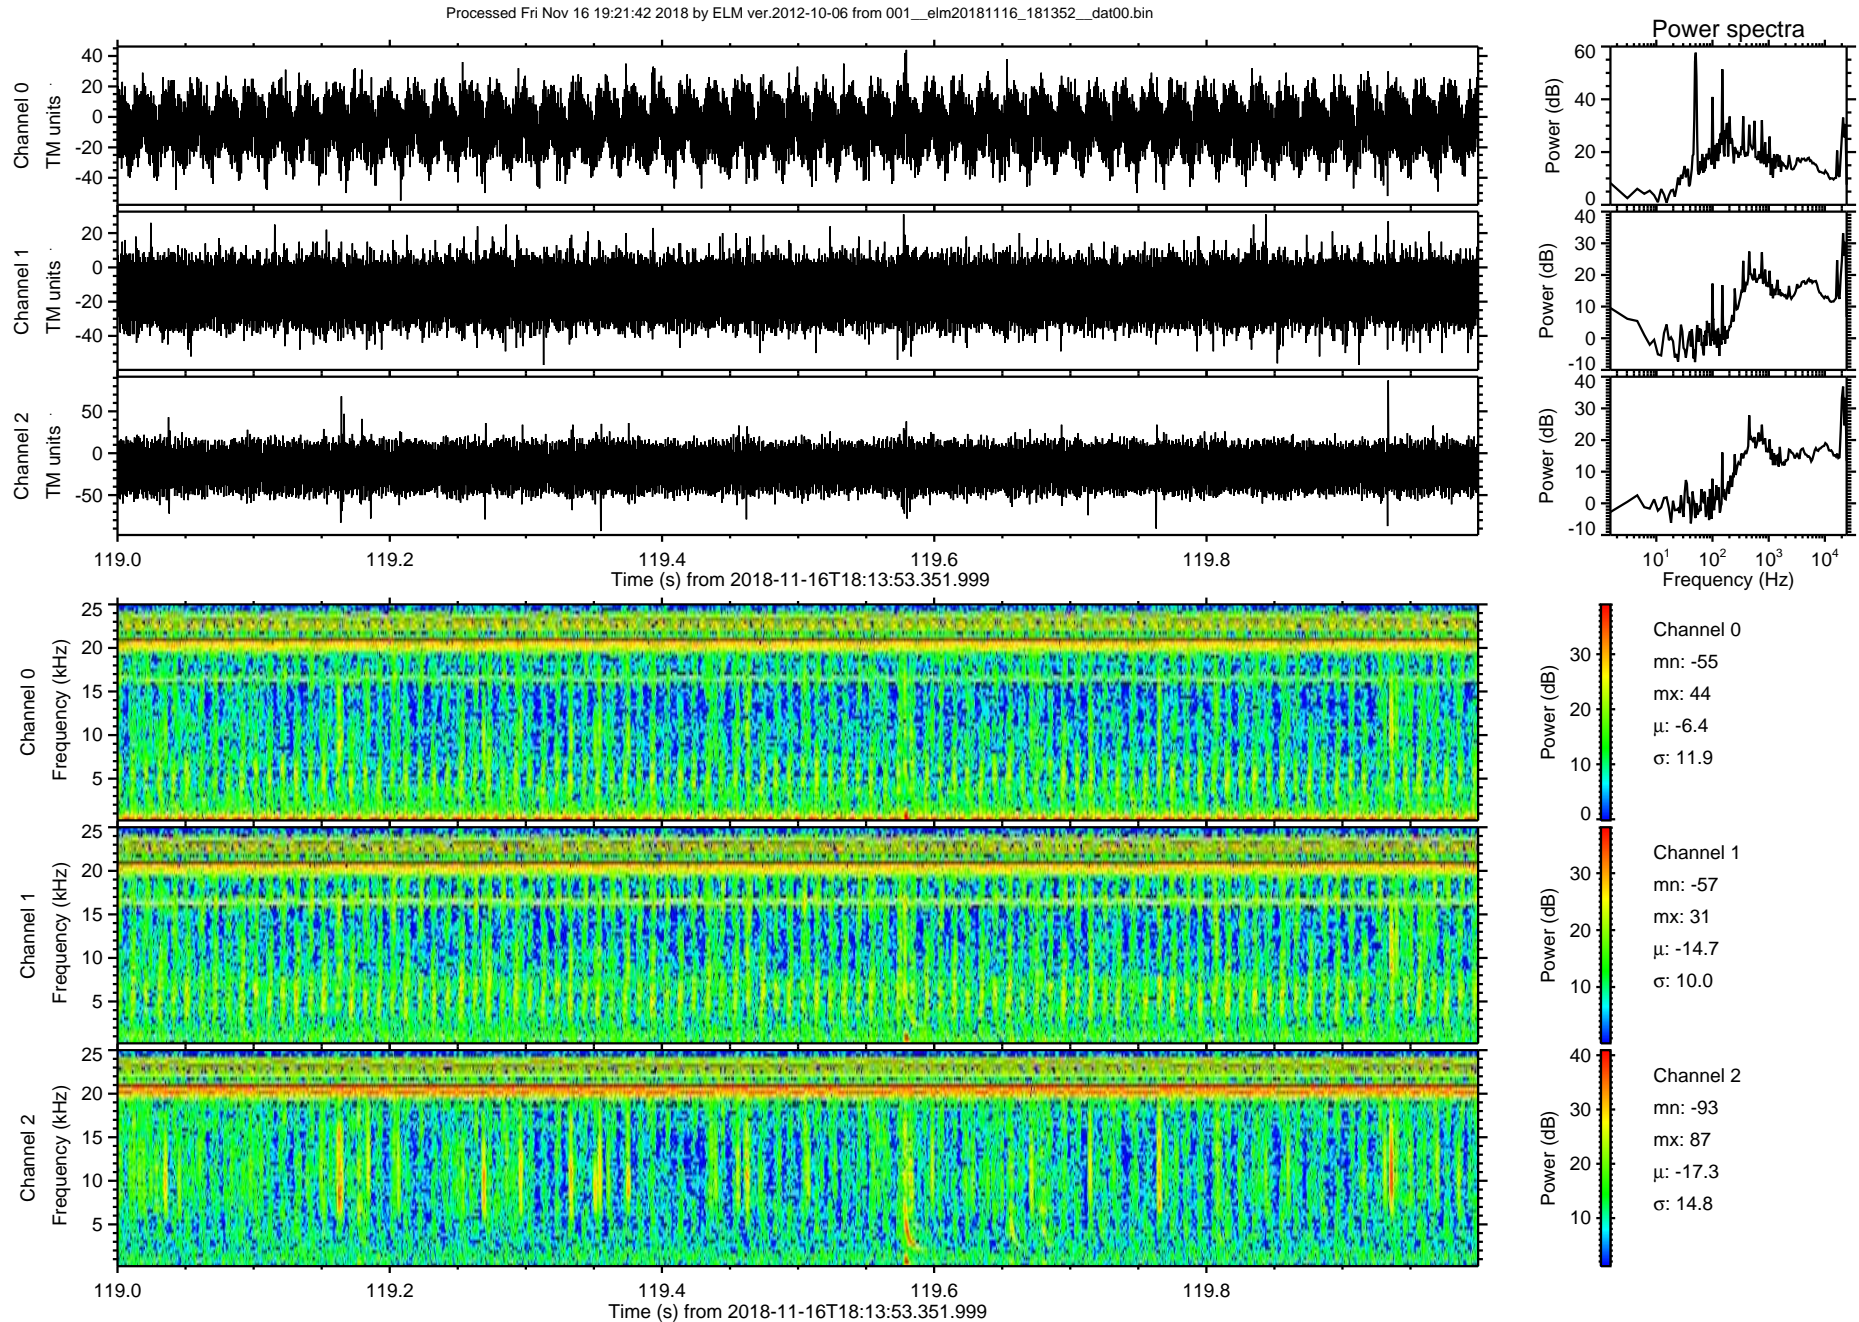 Processed Fri Nov 16 19:21:42 2018 by ELM ver.2012-10-06 from 001__elm20181116_181352__dat00.bin
Power spectra
Channel 0
TM units
40
20
0
-20
-40
Power (dB)
60
40
20
0
Channel 1
TM units
20
0
-20
-40
Power (dB)
40
30
20
10
0
-10
Channel 2
TM units
50
0
-50
Power (dB)
40
30
20
10
0
-10
119.0 119.2 119.4 119.6 119.8
Time (s) from 2018-11-16T18:13:53.351.999
10^1 10^2 10^3 10^4
Frequency (Hz)
Channel 0
Frequency (kHz)
25
20
15
10
5
Power (dB)
30
20
10
0
Channel 0
mn: -55
mx: 44
μ: -6.4
σ: 11.9
Channel 1
Frequency (kHz)
25
20
15
10
5
Power (dB)
30
20
10
Channel 1
mn: -57
mx: 31
μ: -14.7
σ: 10.0
Channel 2
Frequency (kHz)
25
20
15
10
5
Power (dB)
40
30
20
10
Channel 2
mn: -93
mx: 87
μ: -17.3
σ: 14.8
119.0 119.2 119.4 119.6 119.8
Time (s) from 2018-11-16T18:13:53.351.999